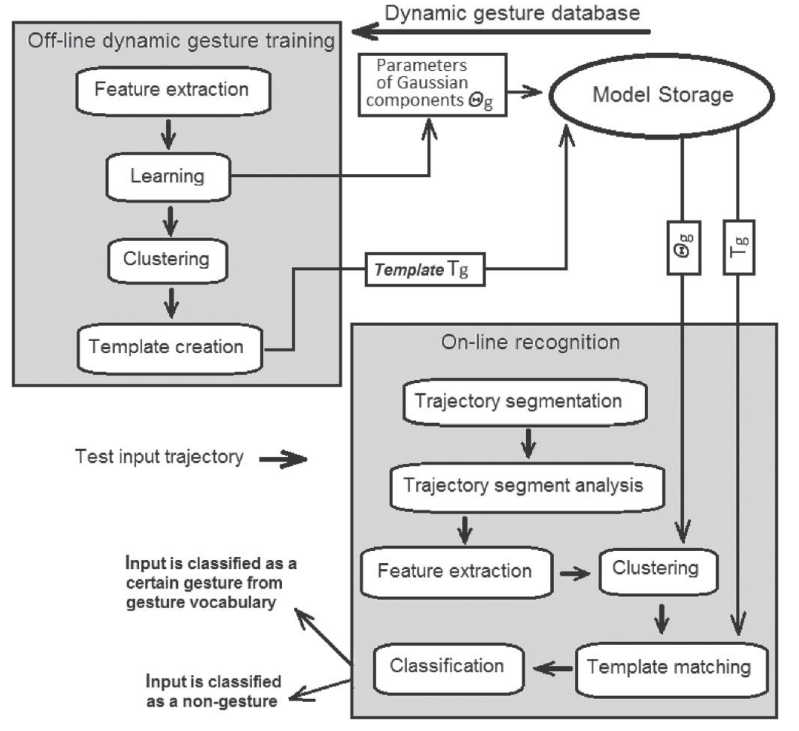 Dynamic gesture database
Off-line dynamic gesture training
Feature extraction
Learning
Clustering
Template creation
Parameters
of Gaussian
components Θg
Model Storage
Template Tg
Θg
Tg
On-line recognition
Trajectory segmentation
Trajectory segment analysis
Feature extraction
Clustering
Template matching
Classification
Test input trajectory
Input is classified as a
certain gesture from
gesture vocabulary
Input is classified
as a non-gesture